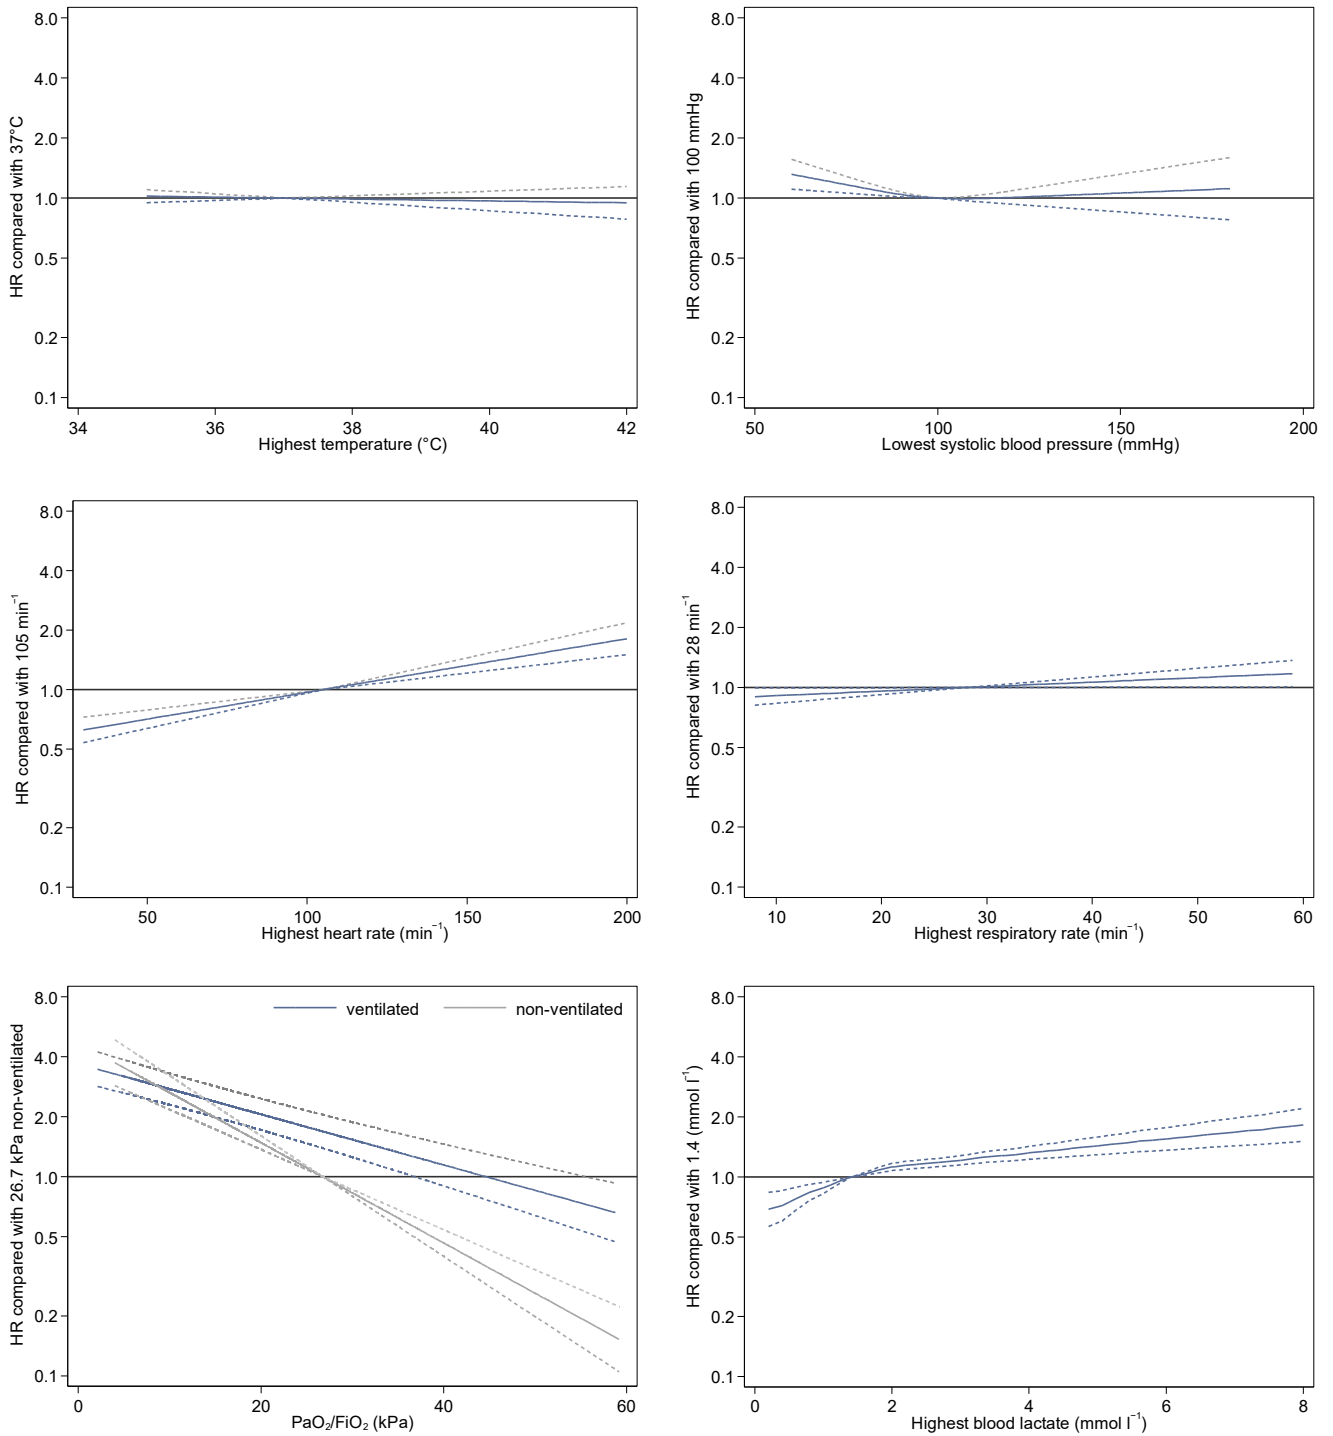 HR compared with 37°C
8.0
4.0
2.0
1.0
0.5
0.2
0.1
34 36 38 40 42
Highest temperature (°C)
HR compared with 100 mmHg
8.0
4.0
2.0
1.0
0.5
0.2
0.1
50 100 150 200
Lowest systolic blood pressure (mmHg)
HR compared with 105 min⁻¹
8.0
4.0
2.0
1.0
0.5
0.2
0.1
50 100 150 200
Highest heart rate (min⁻¹)
HR compared with 28 min⁻¹
8.0
4.0
2.0
1.0
0.5
0.2
0.1
10 20 30 40 50 60
Highest respiratory rate (min⁻¹)
HR compared with 26.7 kPa non-ventilated
ventilated non-ventilated
8.0
4.0
2.0
1.0
0.5
0.2
0.1
0 20 40 60
PaO₂/FiO₂ (kPa)
HR compared with 1.4 (mmol l⁻¹)
8.0
4.0
2.0
1.0
0.5
0.2
0.1
0 2 4 6 8
Highest blood lactate (mmol l⁻¹)